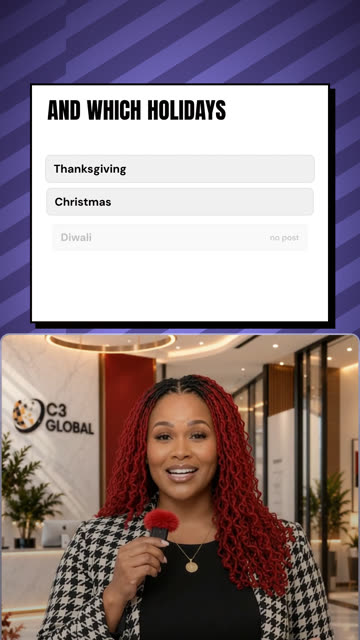 AND WHICH HOLIDAYS
Thanksgiving
Christmas
Diwali no post
C3
GLOBAL